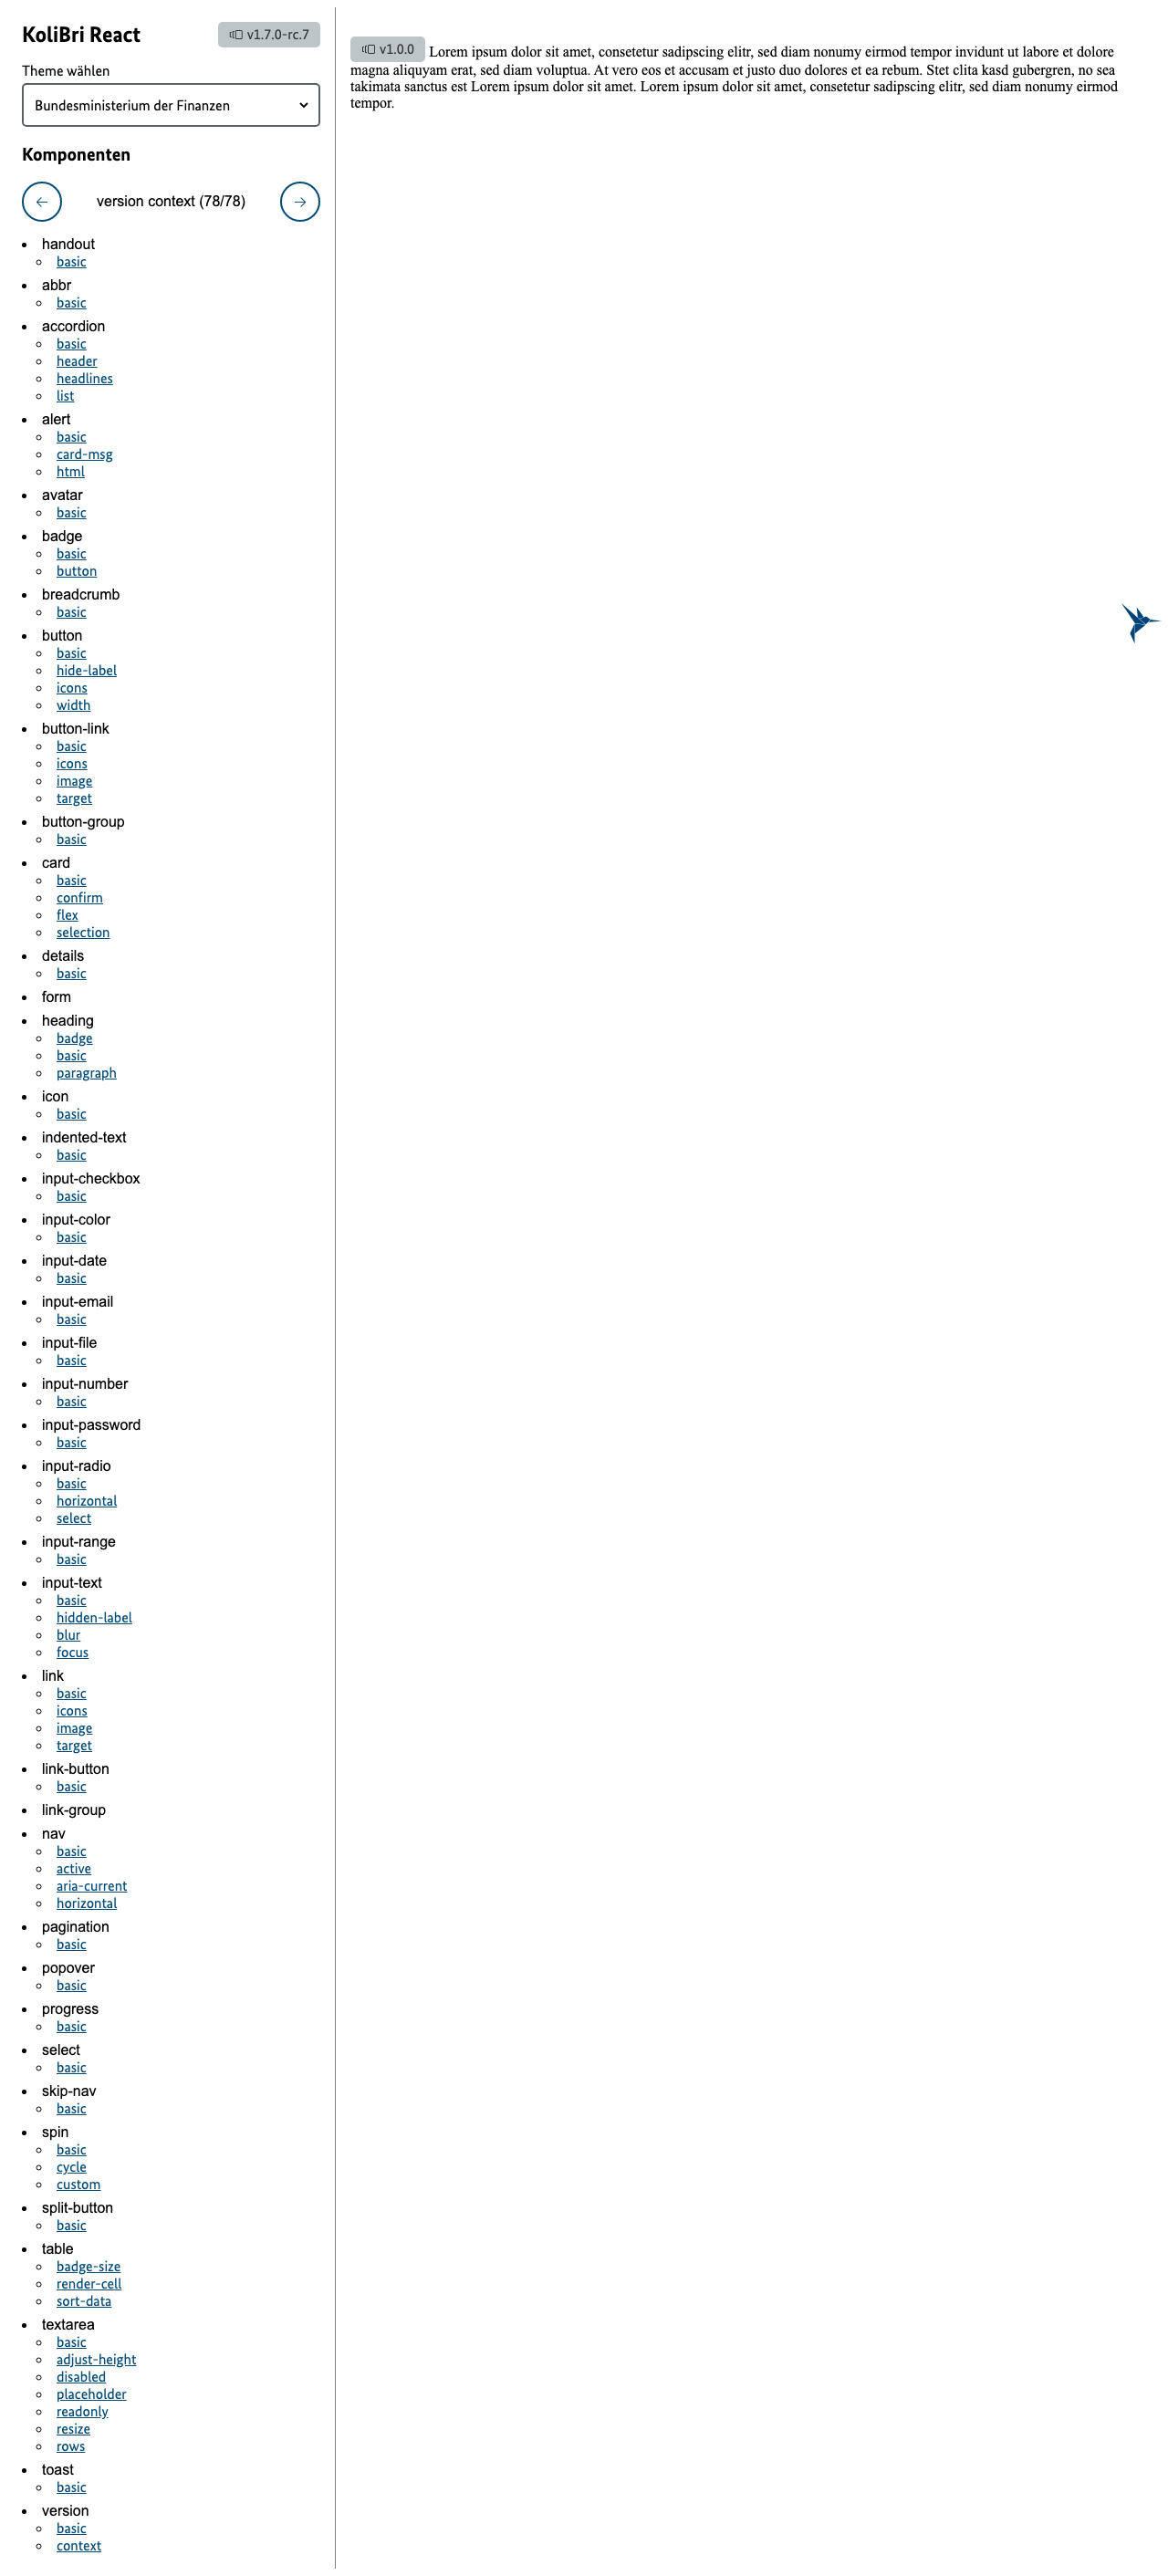 KoliBri React
v1.7.0-rc.7
Theme wählen
Bundesministerium der Finanzen
Komponenten
version context (78/78)
handout
basic
abbr
basic
accordion
basic
header
headlines
list
alert
basic
card-msg
html
avatar
basic
badge
basic
button
breadcrumb
basic
button
basic
hide-label
icons
width
button-link
basic
icons
image
target
button-group
basic
card
basic
confirm
flex
selection
details
basic
form
heading
badge
basic
paragraph
icon
basic
indented-text
basic
input-checkbox
basic
input-color
basic
input-date
basic
input-email
basic
input-file
basic
input-number
basic
input-password
basic
input-radio
basic
horizontal
select
input-range
basic
input-text
basic
hidden-label
blur
focus
link
basic
icons
image
target
link-button
basic
link-group
nav
basic
active
aria-current
horizontal
pagination
basic
popover
basic
progress
basic
select
basic
skip-nav
basic
spin
basic
cycle
custom
split-button
basic
table
badge-size
render-cell
sort-data
textarea
basic
adjust-height
disabled
placeholder
readonly
resize
rows
toast
basic
version
basic
context
v1.0.0 Lorem ipsum dolor sit amet, consetetur sadipscing elitr, sed diam nonumy eirmod tempor invidunt ut labore et dolore
magna aliquyam erat, sed diam voluptua. At vero eos et accusam et justo duo dolores et ea rebum. Stet clita kasd gubergren, no sea
takimata sanctus est Lorem ipsum dolor sit amet. Lorem ipsum dolor sit amet, consetetur sadipscing elitr, sed diam nonumy eirmod
tempor.